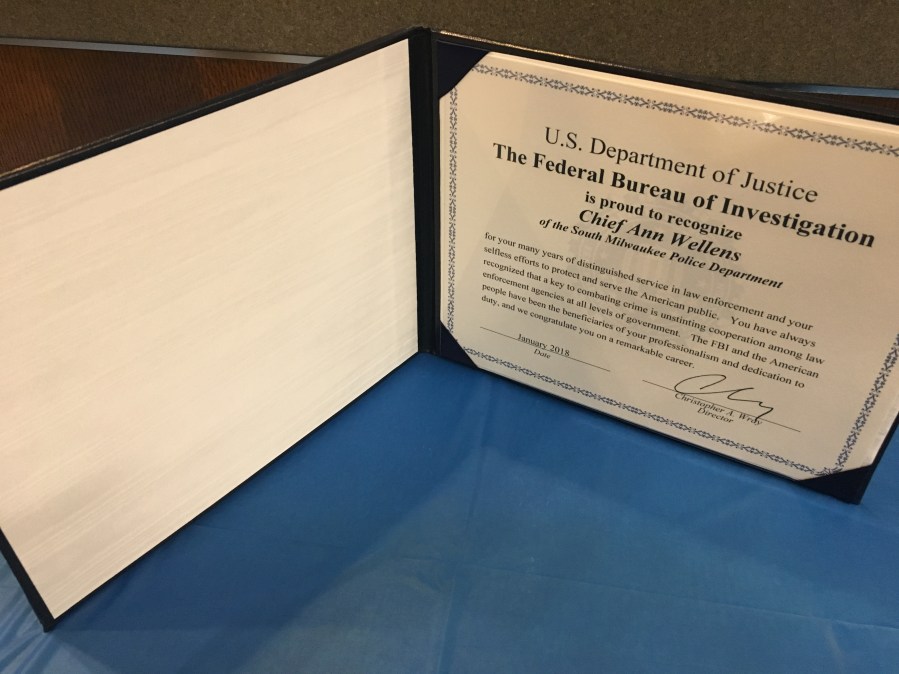 U.S. Department of Justice
The Federal Bureau of Investigation
is proud to recognize
Chief Ann Wellens
of the South Milwaukee Police Department
for your many years of distinguished service in law enforcement and your
selfless efforts to protect and serve the American public. You have always
recognized that a key to combating crime is unstinting cooperation among law
enforcement agencies at all levels of government. The FBI and the American
people have been the beneficiaries of your professionalism and dedication to
duty, and we congratulate you on a remarkable career.
January 2018
Date
Christopher A. Wray
Director